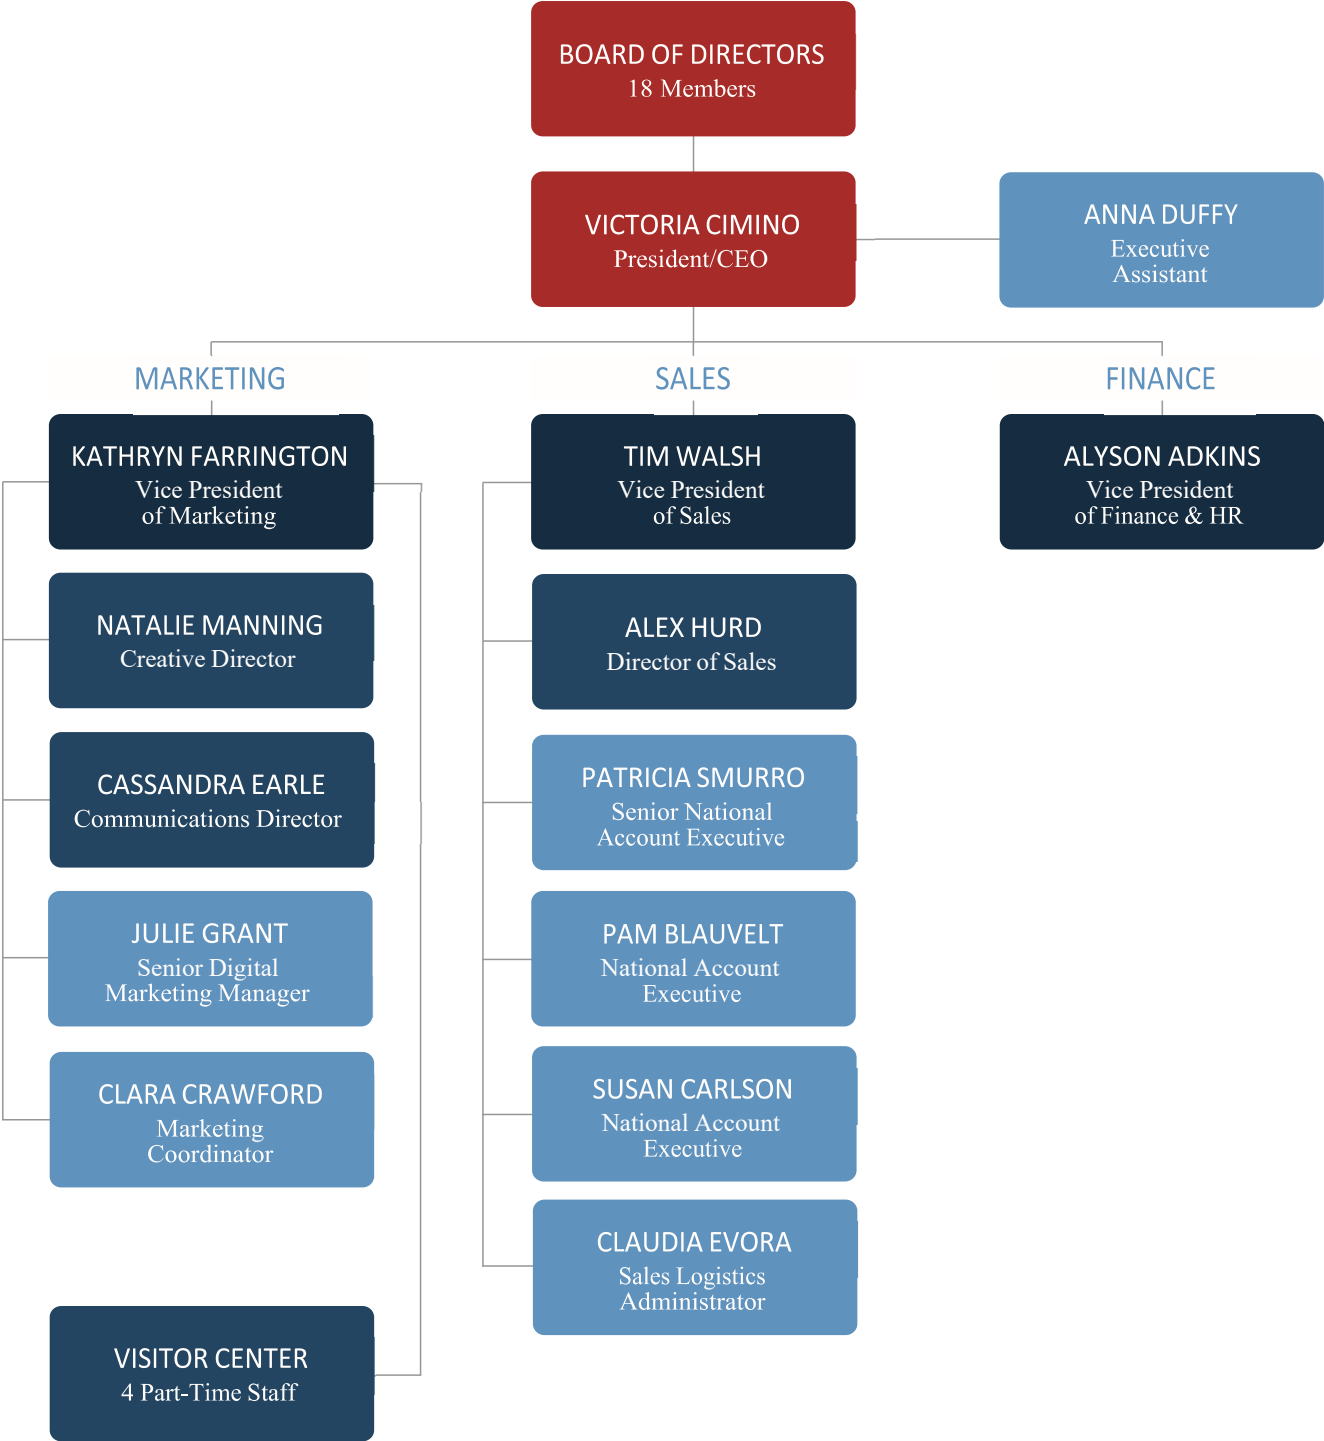 BOARD OF DIRECTORS
18 Members
VICTORIA CIMINO
President/CEO
ANNA DUFFY
Executive
Assistant
MARKETING
KATHRYN FARRINGTON
Vice President
of Marketing
NATALIE MANNING
Creative Director
CASSANDRA EARLE
Communications Director
JULIE GRANT
Senior Digital
Marketing Manager
CLARA CRAWFORD
Marketing
Coordinator
VISITOR CENTER
4 Part-Time Staff
SALES
TIM WALSH
Vice President
of Sales
ALEX HURD
Director of Sales
PATRICIA SMURRO
Senior National
Account Executive
PAM BLAUVELT
National Account
Executive
SUSAN CARLSON
National Account
Executive
CLAUDIA EVORA
Sales Logistics
Administrator
FINANCE
ALYSON ADKINS
Vice President
of Finance & HR